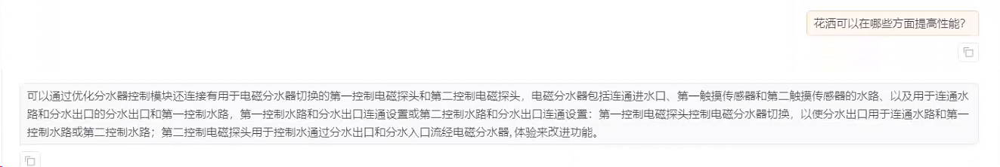 花洒可以在哪些方面提高性能？
可以通过优化分水器控制模块还连接有用于电磁分水器切换的第一控制电磁探头和第二控制电磁探头，电磁分水器包括连通进水口、第一触摸传感器和第二触摸传感器的水路、以及用于连通水
路和分水出口的分水出口和第一控制水路，第一控制水路和分水出口连通设置或第二控制水路和分水出口连通设置：第一控制电磁探头控制电磁分水器切换，以便分水出口用于连通水路和第一
控制水路或第二控制水路；第二控制电磁探头用于控制水通过分水出口和分水入口流经电磁分水器,体验来改进功能。